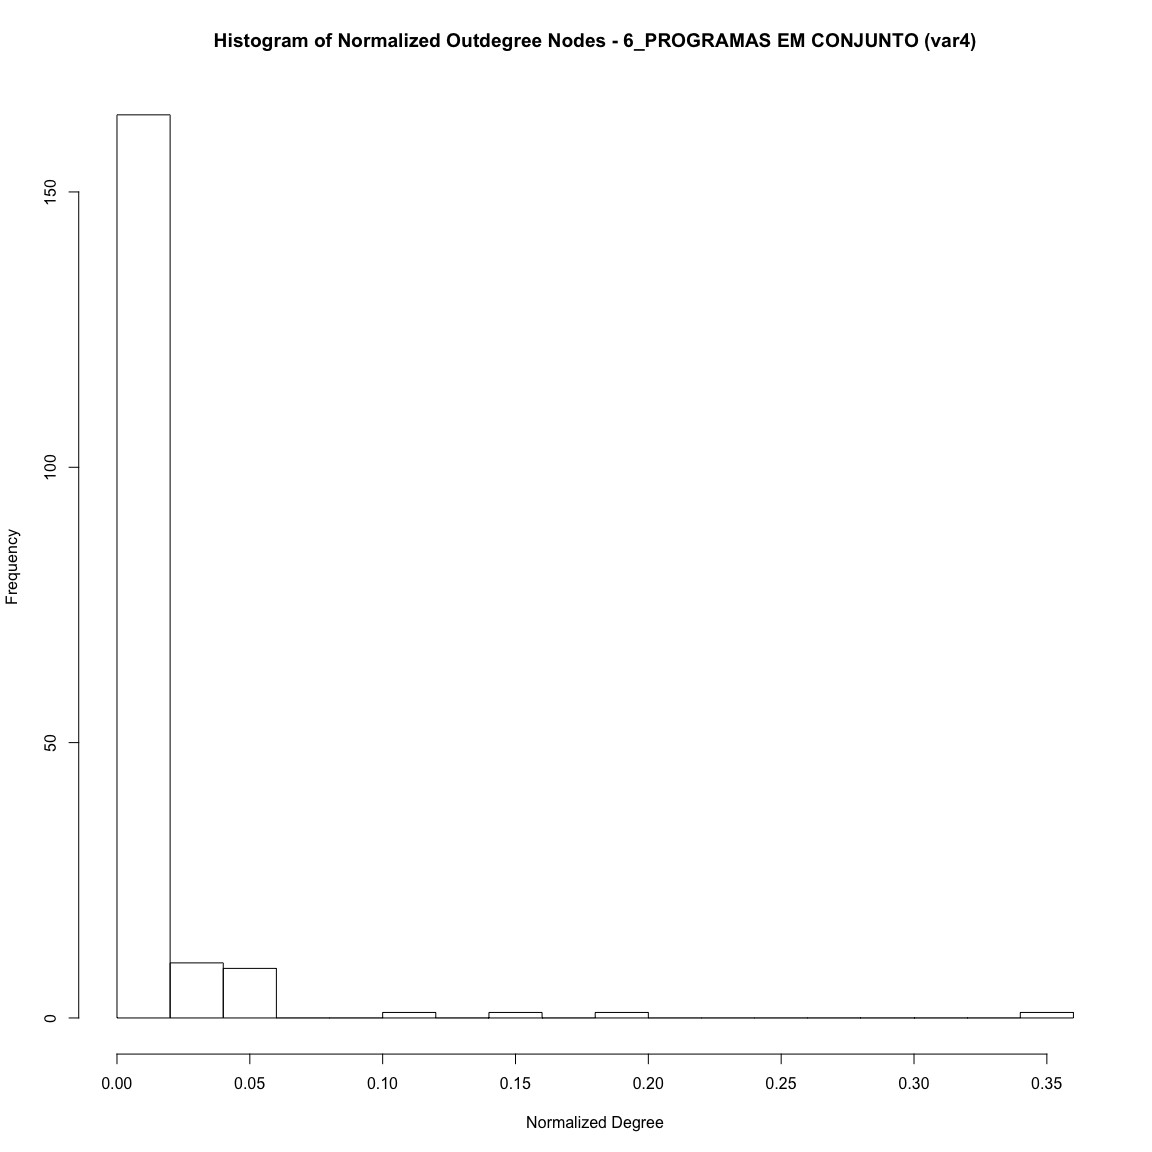 Histogram of Normalized Outdegree Nodes - 6_PROGRAMAS EM CONJUNTO (var4)
Frequency
150
100
50
0
0.00 0.05 0.10 0.15 0.20 0.25 0.30 0.35
Normalized Degree